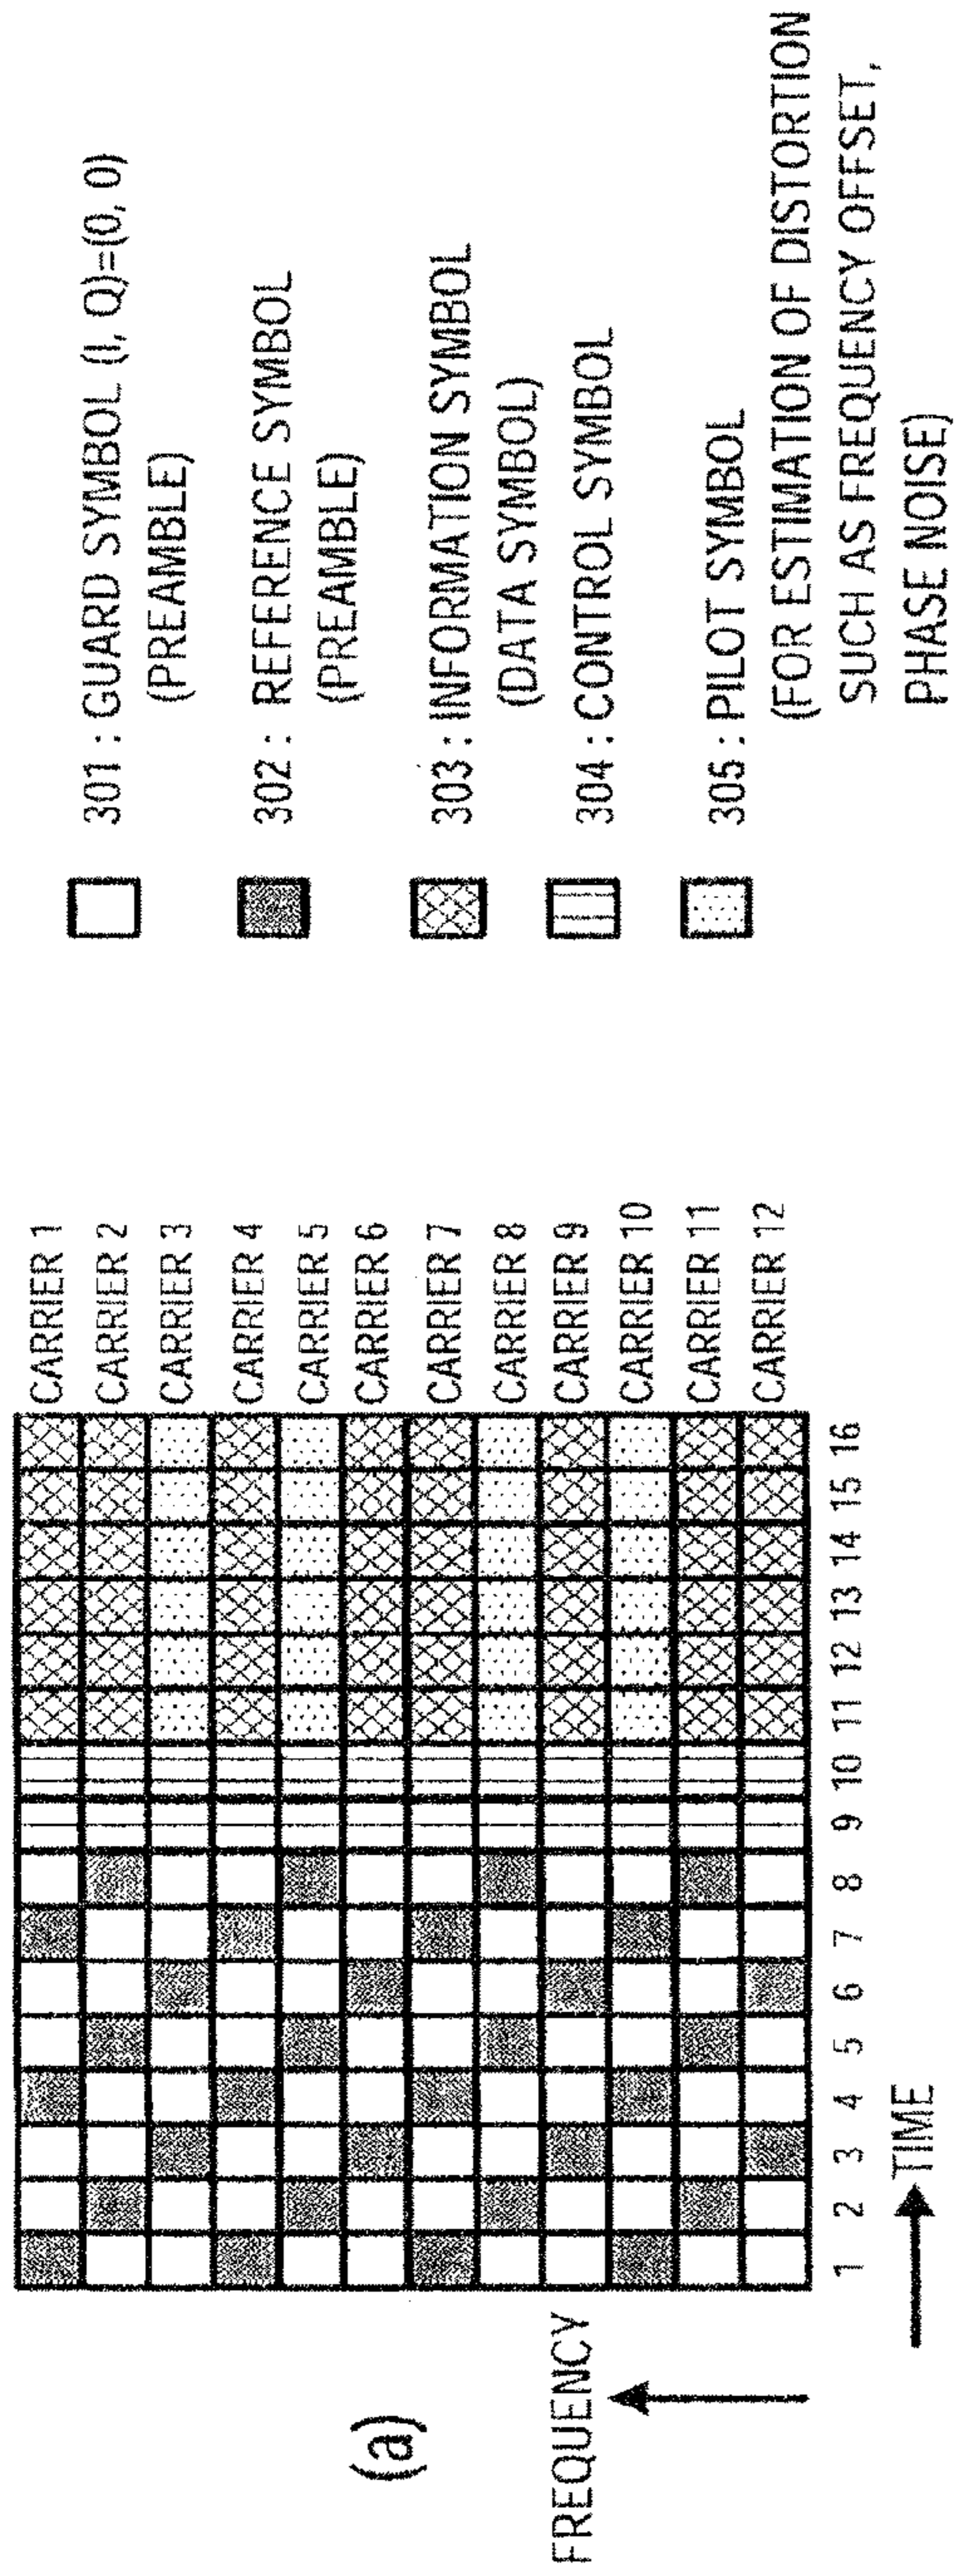 (a)
FREQUENCY
CARRIER 1
CARRIER 2
CARRIER 3
CARRIER 4
CARRIER 5
CARRIER 6
CARRIER 7
CARRIER 8
CARRIER 9
CARRIER 10
CARRIER 11
CARRIER 12
1 2 3 4 5 6 7 8 9 10 11 12 13 14 15 16
TIME
301 : GUARD SYMBOL (I, Q)=(0, 0)
(PREAMBLE)
302 : REFERENCE SYMBOL
(PREAMBLE)
303 : INFORMATION SYMBOL
(DATA SYMBOL)
304 : CONTROL SYMBOL
305 : PILOT SYMBOL
(FOR ESTIMATION OF DISTORTION
SUCH AS FREQUENCY OFFSET,
PHASE NOISE)